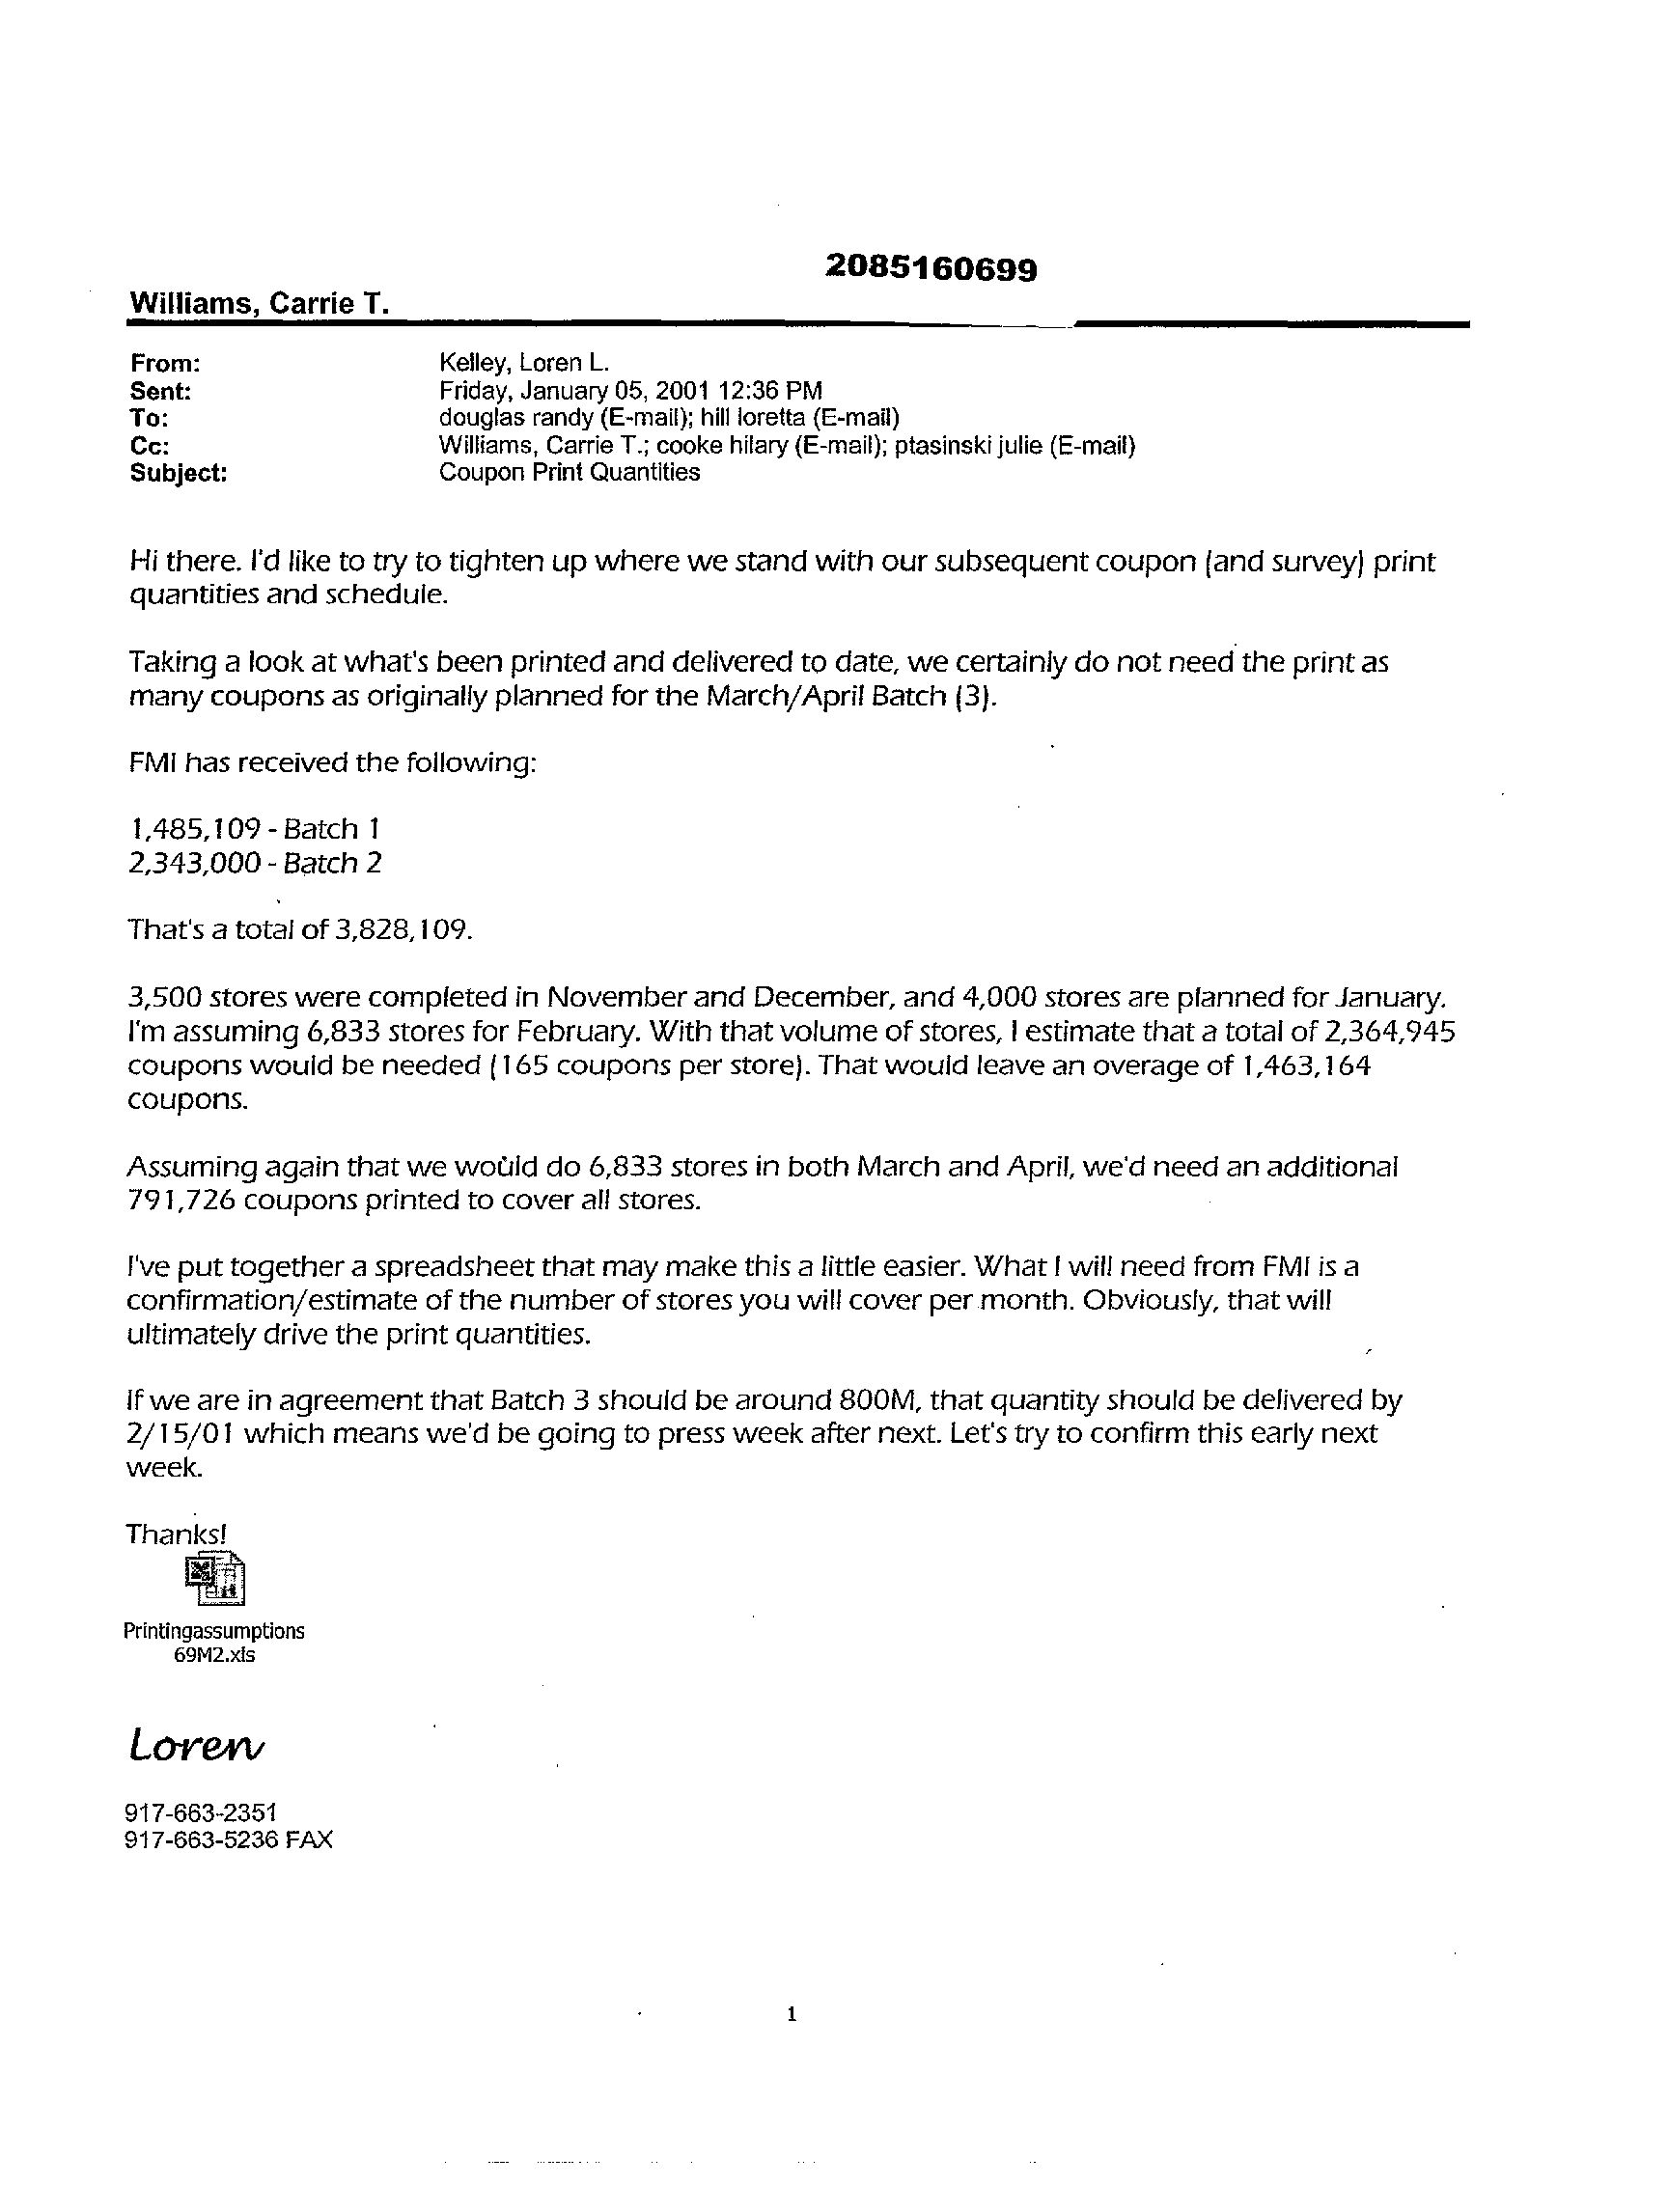 2085160699
Williams, Carrie T.
From: Kelley, Loren L.
Sent: Friday, January 05, 2001 12:36 PM
To: douglas randy (E-mail); hill loretta (E-mail)
Cc: Williams, Carrie T.; cooke hilary (E-mail); ptasinski julie (E-mail)
Subject: Coupon Print Quantities
Hi there. I'd like to try to tighten up where we stand with our subsequent coupon (and survey) print
quantities and schedule.
Taking a look at what's been printed and delivered to date, we certainly do not need the print as
many coupons as originally planned for the March/April Batch (3).
FMI has received the following:
1,485,109 - Batch 1
2,343,000 - Batch 2
That's a total of 3,828,109.
3,500 stores were completed in November and December, and 4,000 stores are planned for January.
I'm assuming 6,833 stores for February. With that volume of stores, I estimate that a total of 2,364,945
coupons would be needed (165 coupons per store). That would leave an overage of 1,463,164
coupons.
Assuming again that we would do 6,833 stores in both March and April, we'd need an additional
791,726 coupons printed to cover all stores.
I've put together a spreadsheet that may make this a little easier. What I will need from FMI is a
confirmation/estimate of the number of stores you will cover per month. Obviously, that will
ultimately drive the print quantities.
If we are in agreement that Batch 3 should be around 800M, that quantity should be delivered by
2/15/01 which means we'd be going to press week after next. Let's try to confirm this early next
week.
Thanks!
Printingassumptions
69M2.xls
Loren
917-663-2351
917-663-5236 FAX
1